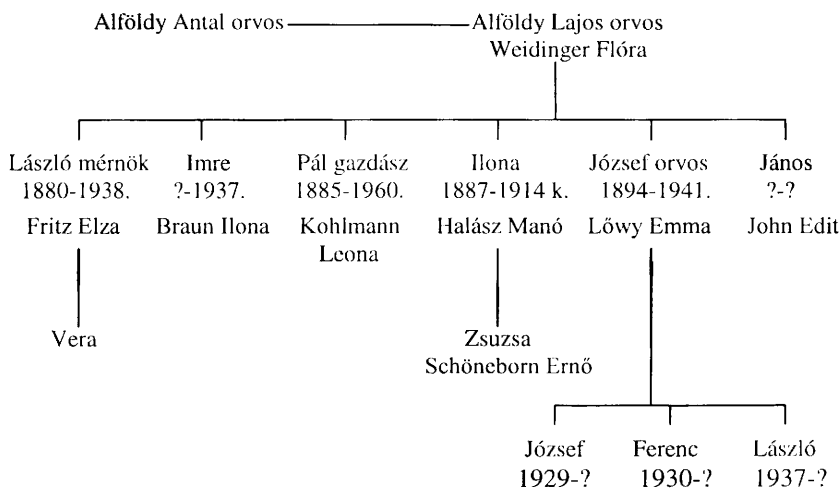 Alföldy Antal orvos Alföldy Lajos orvos
Weidinger Flóra
László mérnök Imre Pál gazdász Ilona József orvos János
1880-1938. ?-1937. 1885-1960. 1887-1914 k. 1894-1941. ?-?
Fritz Elza Braun Ilona Kohlmann Halász Manó Lőwy Emma John Edit
Leona
Vera Zsuzsa
Schöneborn Ernő
József Ferenc László
1929-? 1930-? 1937-?